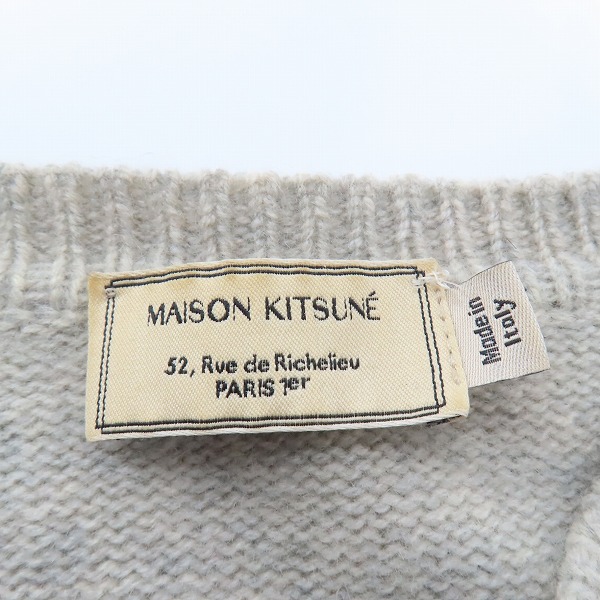 MAISON KITSUNÉ
52, Rue de Richelieu
PARIS 1er
Made in
Italy